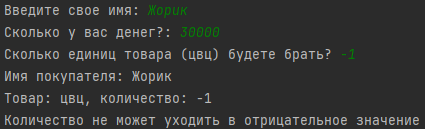 Введите свое имя: Жорик
Сколько у вас денег?: 30000
Сколько единиц товара (цвц) будете брать? -1
Имя покупателя: Жорик
Товар: цвц, количество: -1
Количество не может уходить в отрицательное значение